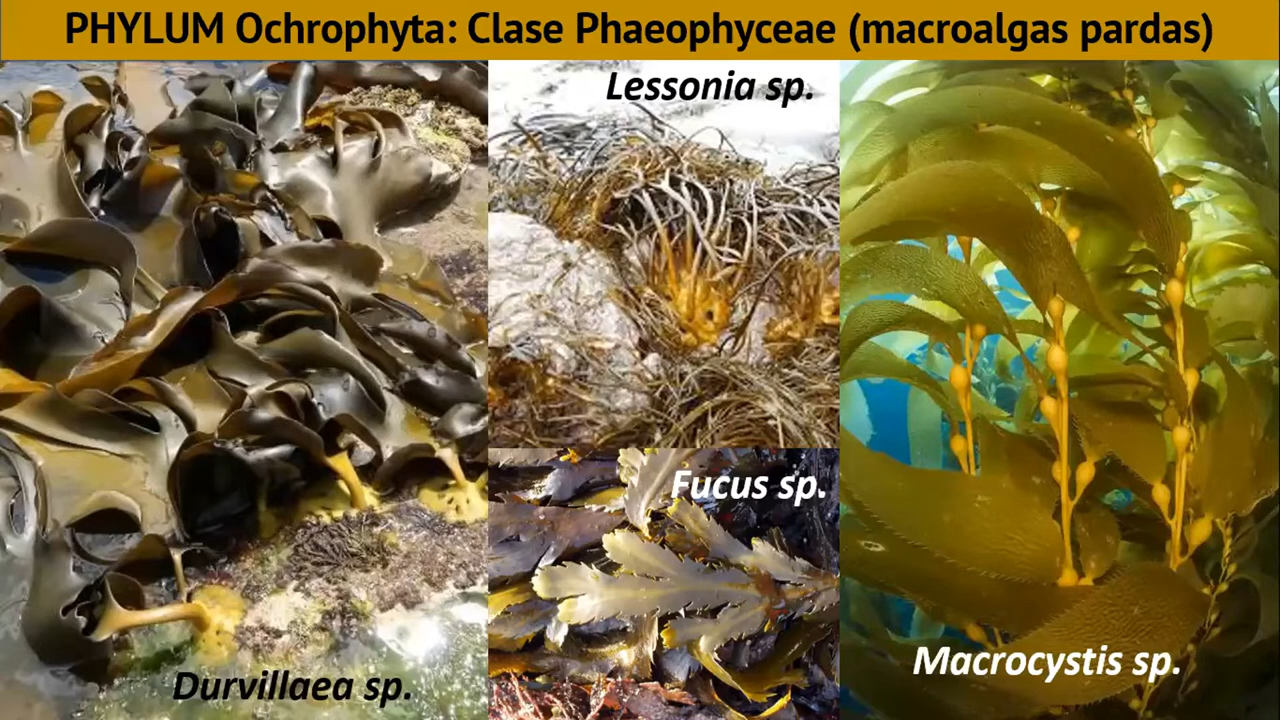 PHYLUM Ochrophyta: Clase Phaeophyceae (macroalgas pardas)
Lessonia sp.
Fucus sp.
Durvillaea sp.
Macrocystis sp.